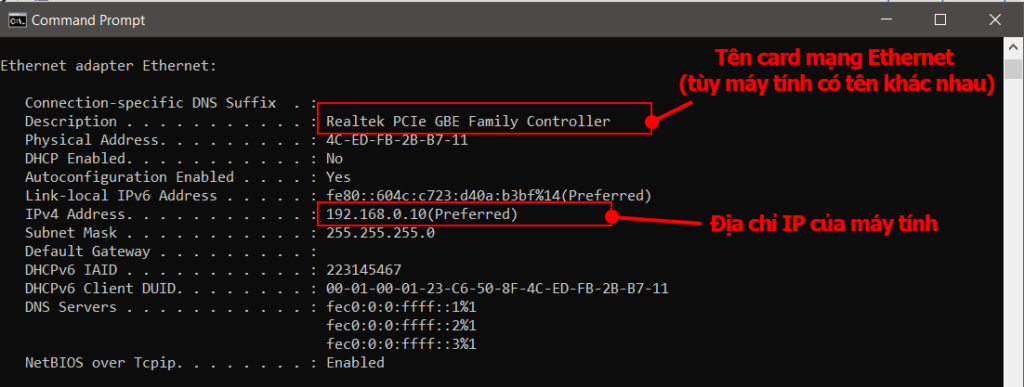 Command Prompt
Ethernet adapter Ethernet:
Connection-specific DNS Suffix . :
Description . . . . . . . . . . . : Realtek PCIe GBE Family Controller
Physical Address. . . . . . . . . : 4C-ED-FB-2B-B7-11
DHCP Enabled. . . . . . . . . . . : No
Autoconfiguration Enabled . . . . : Yes
Link-local IPv6 Address . . . . . : fe80::604c:c723:d40a:b3bf%14(Preferred)
IPv4 Address. . . . . . . . . . . : 192.168.0.10(Preferred)
Subnet Mask . . . . . . . . . . . : 255.255.255.0
Default Gateway . . . . . . . . . :
DHCPv6 IAID . . . . . . . . . . . : 223145467
DHCPv6 Client DUID. . . . . . . . : 00-01-00-01-23-C6-50-8F-4C-ED-FB-2B-B7-11
DNS Servers . . . . . . . . . . . : fec0:0:0:ffff::1%1
fec0:0:0:ffff::2%1
fec0:0:0:ffff::3%1
NetBIOS over Tcpip. . . . . . . . : Enabled
Tên card mạng Ethernet
(tùy máy tính có tên khác nhau)
Địa chỉ IP của máy tính